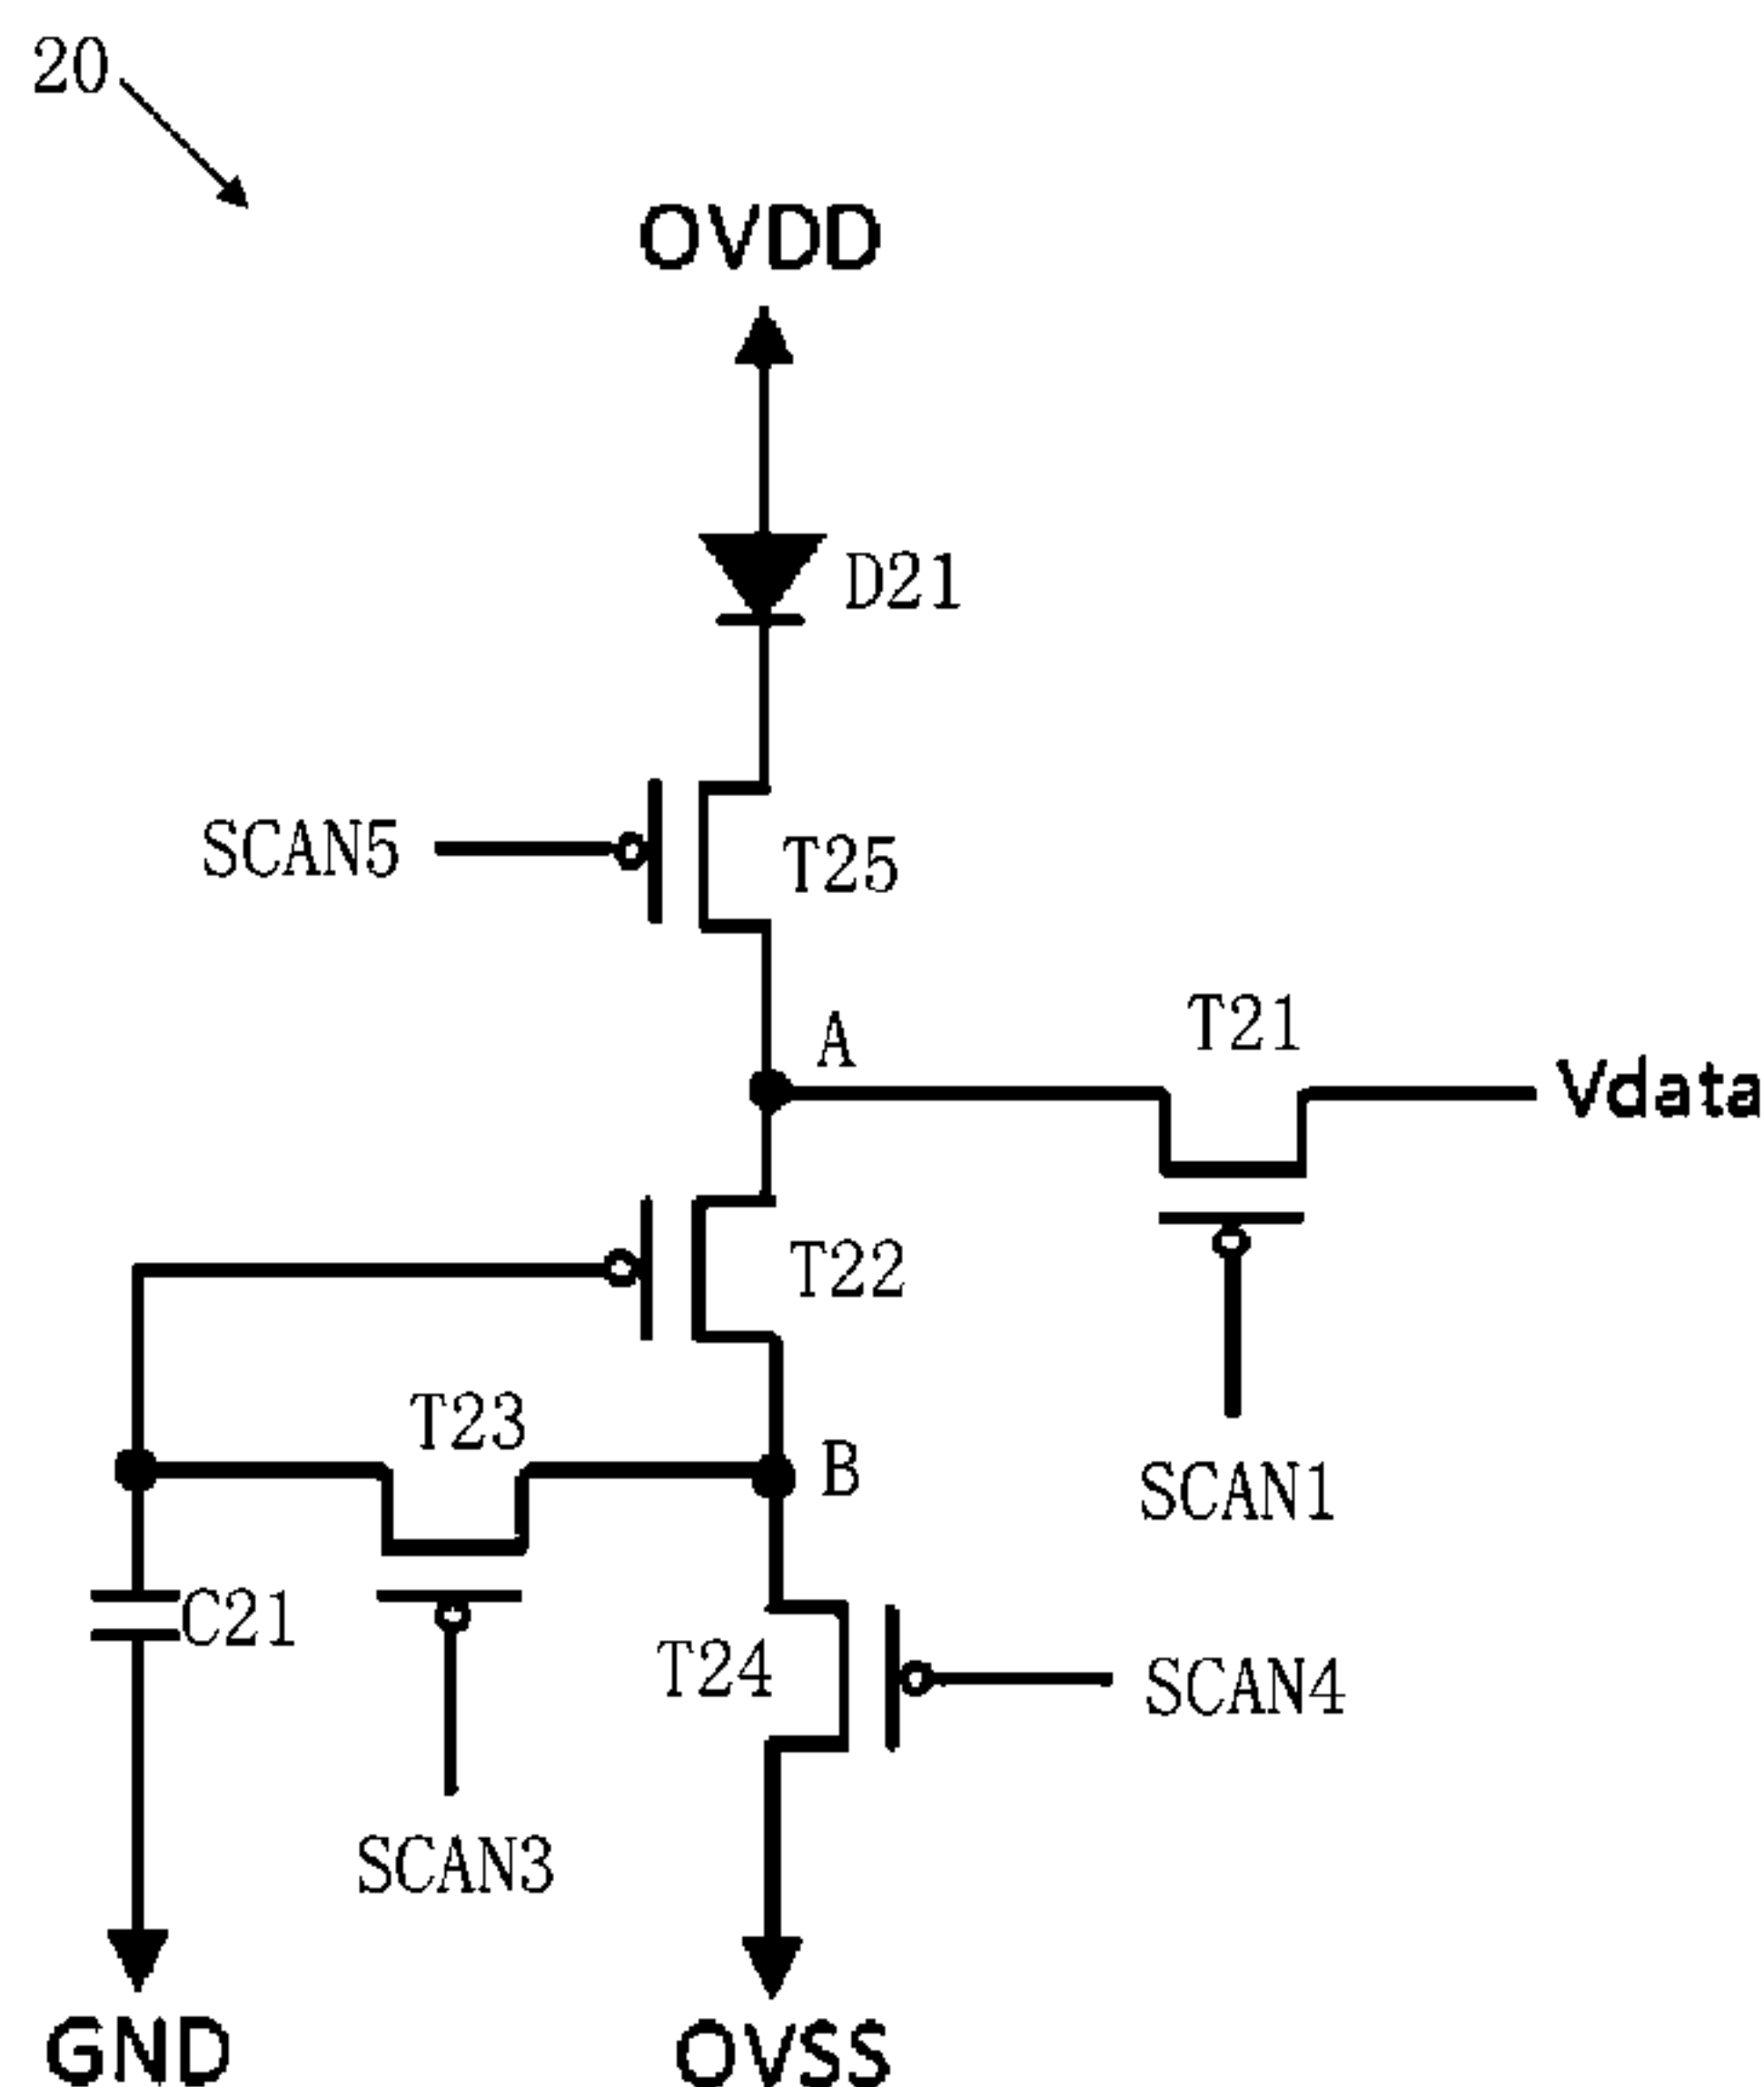 20
OVDD
D21
SCAN5
T25
T21
A
Vdata
T22
T23
B
SCAN1
C21
T24
SCAN4
SCAN3
GND
OVSS